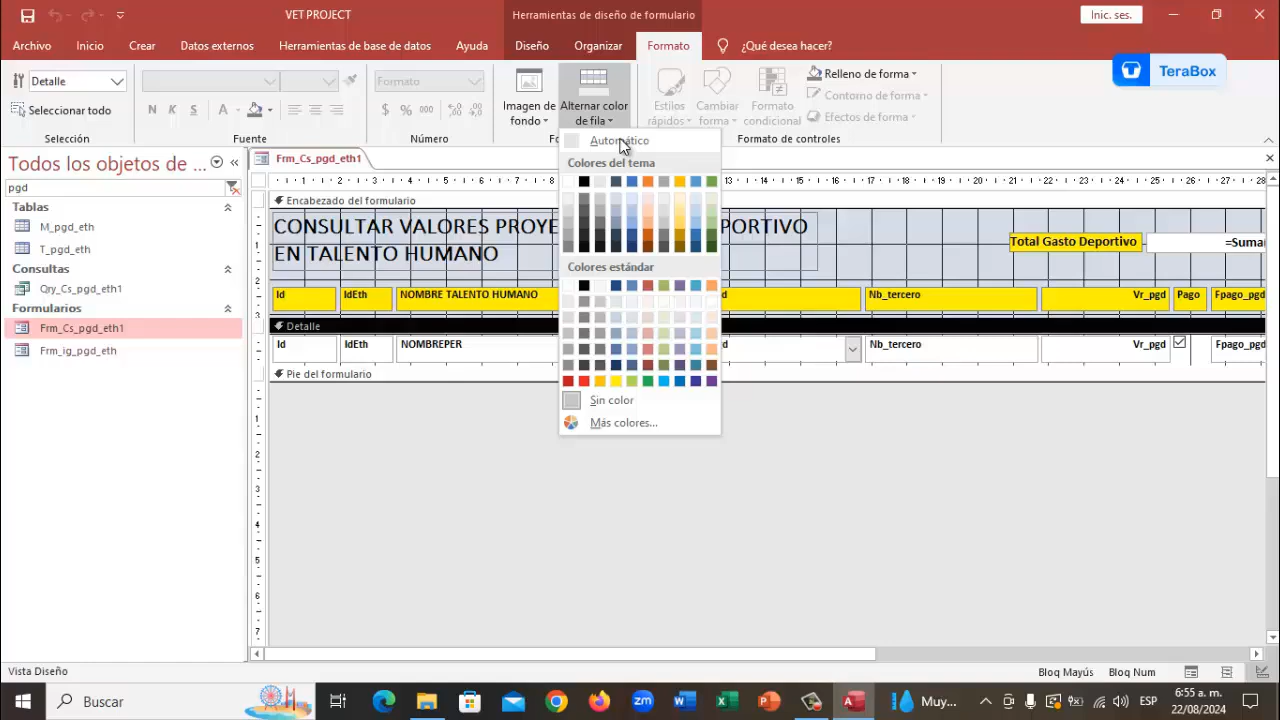 VET PROJECT
Herramientas de diseño de formulario
Inic. ses.
Archivo
Inicio
Crear
Datos externos
Herramientas de base de datos
Ayuda
Diseño
Organizar
Formato
¿Qué desea hacer?
TeraBox
Detalle
Seleccionar todo
Selección
N K S A
Fuente
Formato
$ %
Número
Imagen de
fondo
Alternar color
de fila
Estilos
rápidos
Cambiar
forma
Formato
Condicional
Relleno de forma
Contorno de forma
Efectos de forma
Formato de controles
Todos los objetos de ...
pgd
Tablas
M_pgd_eth
T_pgd_eth
Consultas
Qry_Cs_pgd_eth1
Formularios
Frm_Cs_pgd_eth1
Frm_ig_pgd_eth
Frm_Cs_pgd_eth1
Encabezado del formulario
CONSULTAR VALORES PROYE
PORTIVO
EN TALENTO HUMANO
Total Gasto Deportivo
=Suma
Id
IdEth
NOMBRE TALENTO HUMANO
d
Nb_tercero
Vr_pgd
Pago
Fpago_pg
Detalle
Id
IdEth
NOMBREPER
d
Nb_tercero
Vr_pgd
Fpago_pg
Pie del formulario
Automático
Colores del tema
Colores estándar
Sin color
Más colores...
Vista Diseño
Bloq Mayús
Bloq Num
Buscar
Muy...
ESP
6:55 a. m.
22/08/2024